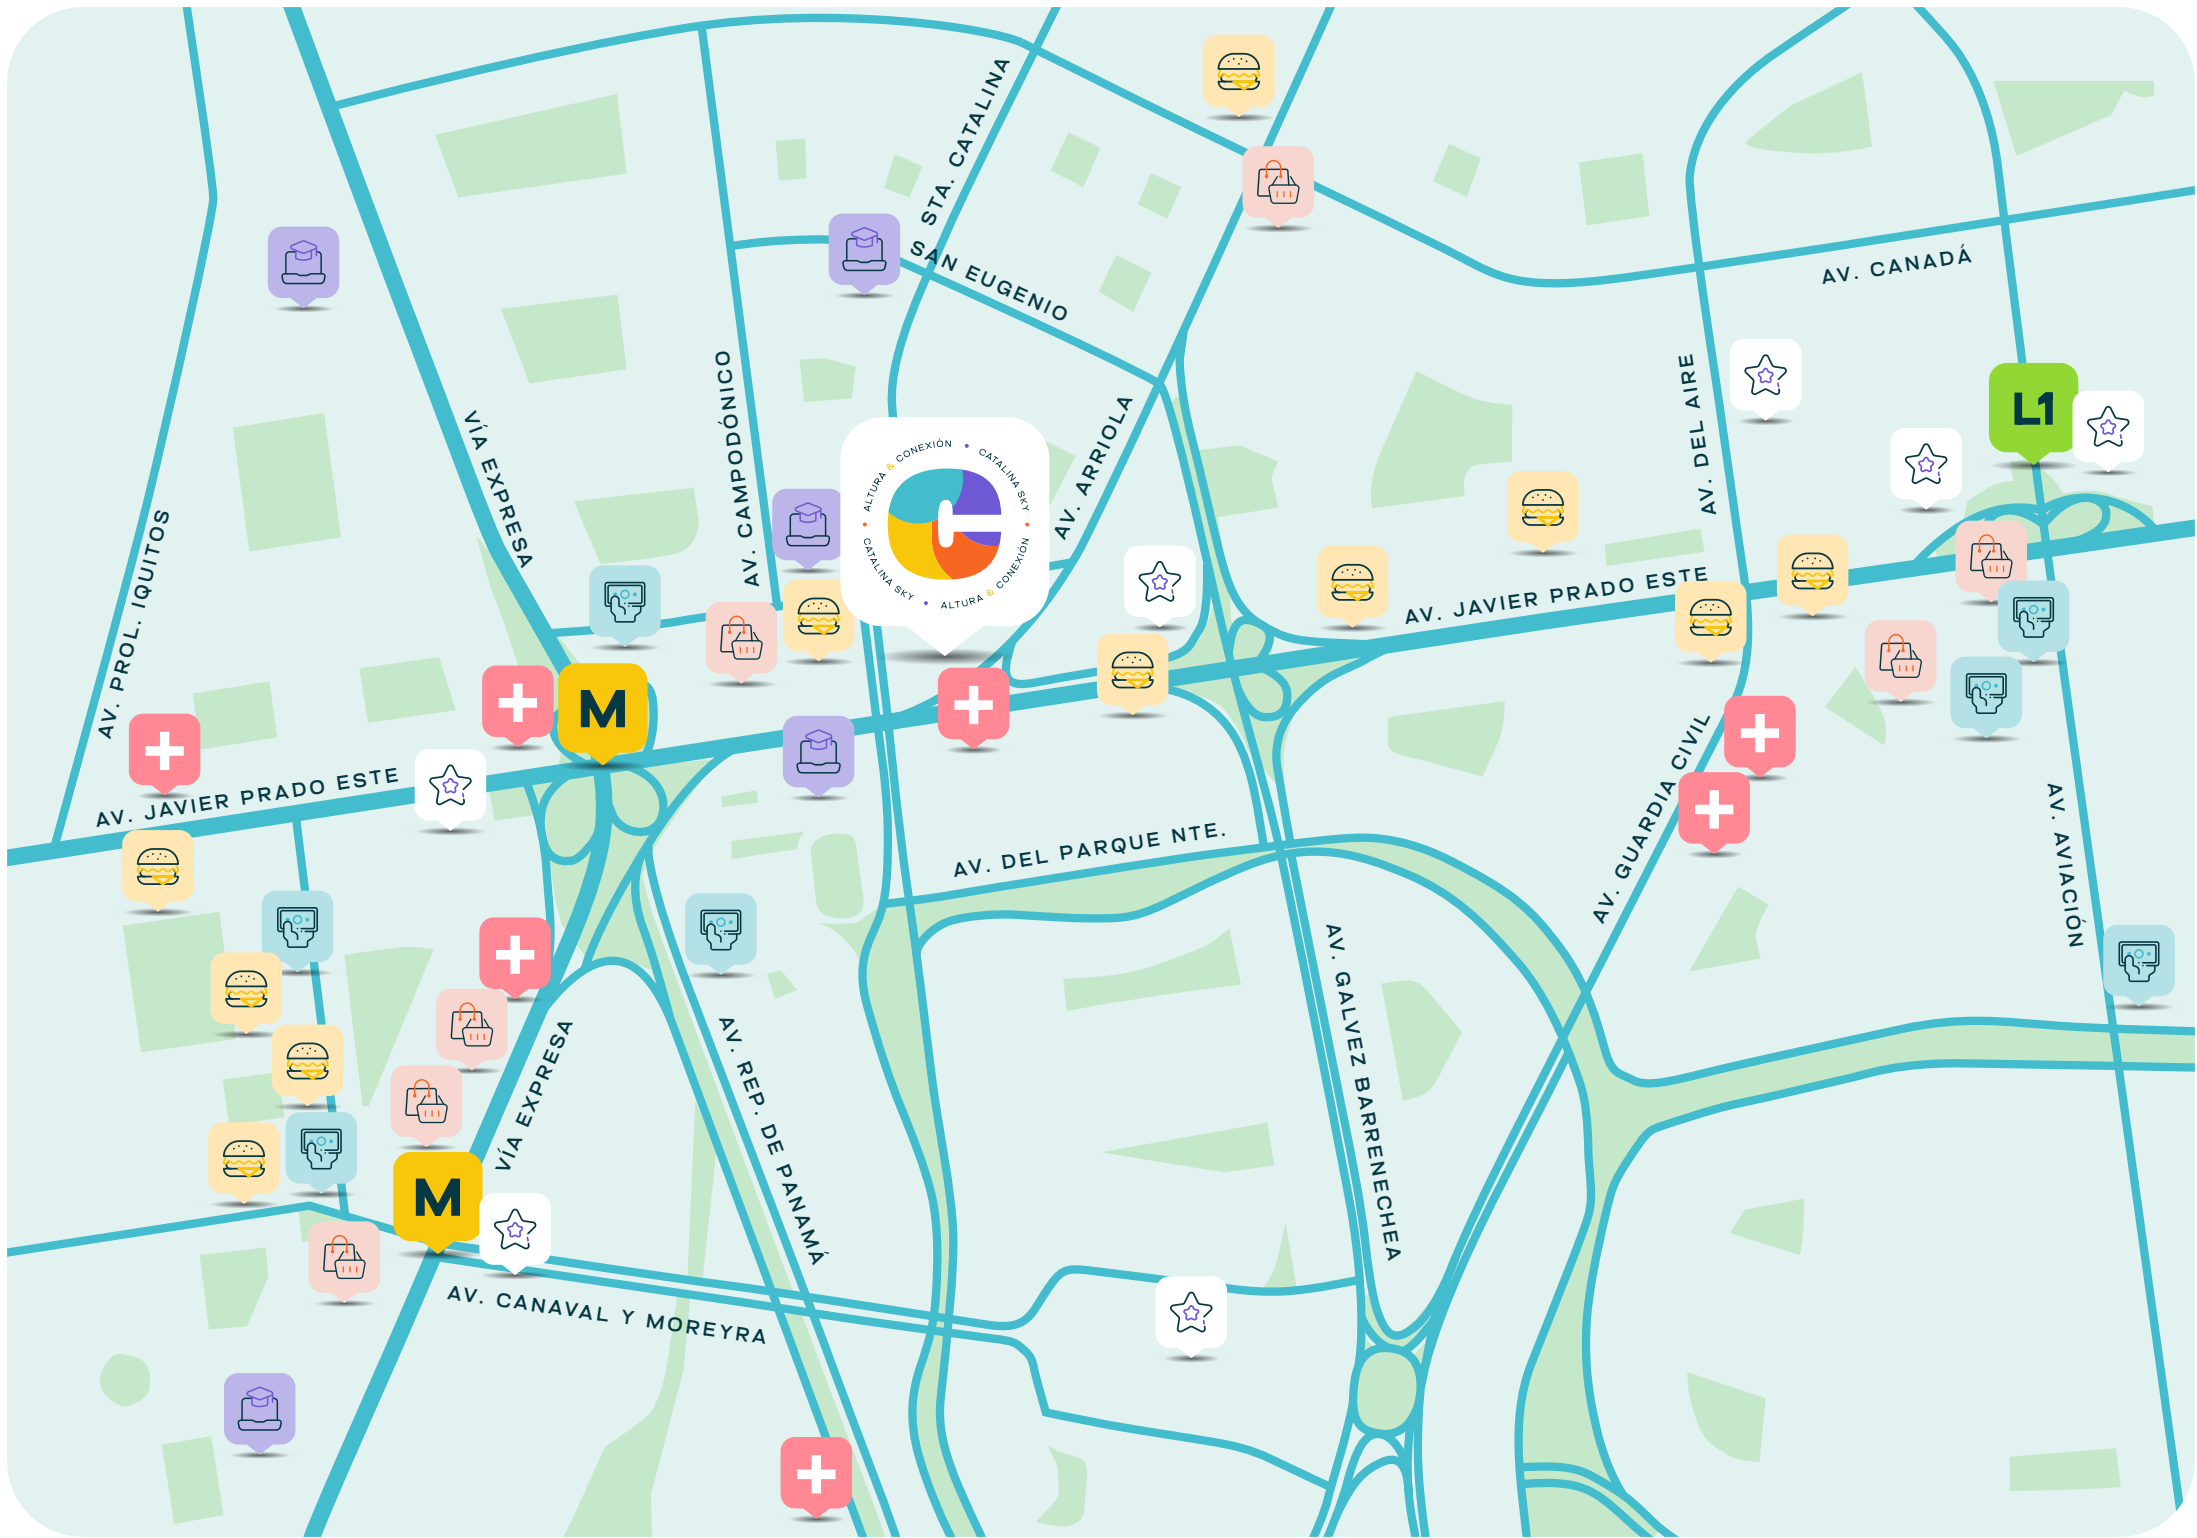 STA. CATALINA
SAN EUGENIO
AV. CANADÁ
AV. CAMPODÓNICO
VÍA EXPRESA
AV. ARRIOLA
AV. DEL AIRE
L1
ALTURA & CONEXIÓN • CATALINA SKY • ALTURA & CONEXIÓN • CATALINA SKY •
AV. PROL. IQUITOS
AV. JAVIER PRADO ESTE
M
AV. JAVIER PRADO ESTE
AV. GUARDIA CIVIL
AV. DEL PARQUE NTE.
AV. AVIACIÓN
AV. GALVEZ BARRENECHEA
AV. REP. DE PANAMÁ
VÍA EXPRESA
M
AV. CANAVAL Y MOREYRA